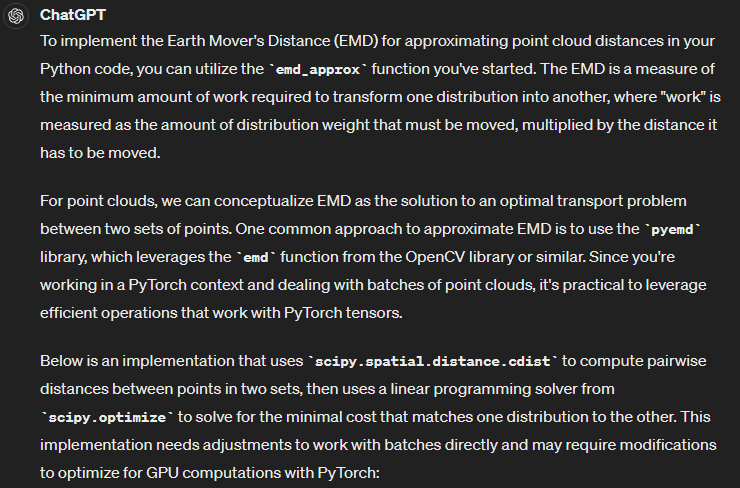 ChatGPT
To implement the Earth Mover's Distance (EMD) for approximating point cloud distances in your
Python code, you can utilize the `emd_approx` function you've started. The EMD is a measure of
the minimum amount of work required to transform one distribution into another, where "work" is
measured as the amount of distribution weight that must be moved, multiplied by the distance it
has to be moved.
For point clouds, we can conceptualize EMD as the solution to an optimal transport problem
between two sets of points. One common approach to approximate EMD is to use the `pyemd`
library, which leverages the `emd` function from the OpenCV library or similar. Since you're
working in a PyTorch context and dealing with batches of point clouds, it's practical to leverage
efficient operations that work with PyTorch tensors.
Below is an implementation that uses `scipy.spatial.distance.cdist` to compute pairwise
distances between points in two sets, then uses a linear programming solver from
`scipy.optimize` to solve for the minimal cost that matches one distribution to the other. This
implementation needs adjustments to work with batches directly and may require modifications
to optimize for GPU computations with PyTorch: